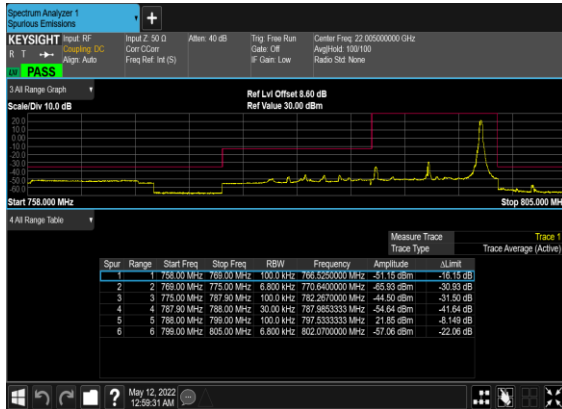 Spectrum Analyzer 1
Spurious Emissions
+
KEYSIGHT Input: RF Input Z: 50 Ω Atten: 40 dB Trig: Free Run Center Freq: 22.005000000 GHz
R T Coupling: DC Corr CCorr Gate: Off Avg|Hold: 100/100
Align: Auto Freq Ref: Int (S) IF Gain: Low Radio Std: None
LU PASS
3 All Range Graph
Ref Lvl Offset 8.60 dB
Scale/Div 10.0 dB Ref Value 30.00 dBm
20.0
10.0
0.00
-10.0
-20.0
-30.0
-40.0
-50.0
-60.0
Start 758.000 MHz Stop 805.000 MH
4 All Range Table
Measure Trace Trace 1
Trace Type Trace Average (Active)
Spur Range Start Freq Stop Freq RBW Frequency Amplitude ΔLimit
1 1 758.00 MHz 769.00 MHz 100.0 kHz 766.5250000 MHz -51.15 dBm -16.15 dB
2 2 769.00 MHz 775.00 MHz 6.800 kHz 770.6400000 MHz -65.93 dBm -30.93 dB
3 3 775.00 MHz 787.90 MHz 100.0 kHz 782.2670000 MHz -44.50 dBm -31.50 dB
4 4 787.90 MHz 788.00 MHz 30.00 kHz 787.9853333 MHz -54.64 dBm -41.64 dB
5 5 788.00 MHz 799.00 MHz 100.0 kHz 797.5333333 MHz 21.85 dBm -8.149 dB
6 6 799.00 MHz 805.00 MHz 6.800 kHz 802.0700000 MHz -57.06 dBm -22.06 dB
? May 12, 2022
12:59:31 AM